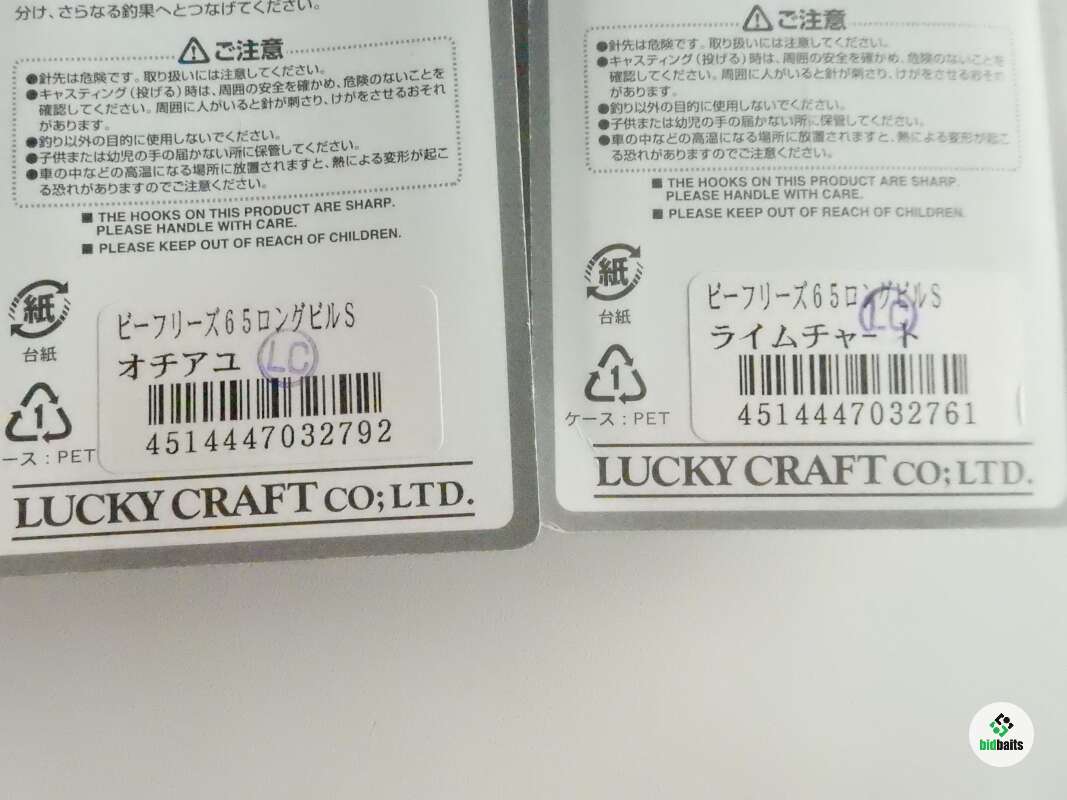 分け、さらなる釣果へとつなげてください。
ご注意
●針先は危険です。取り扱いには注意してください。
●キャスティング(投げる)時は、周囲の安全を確かめ、危険のないことを
確認してください。周囲に人がいると針が刺さり、けがをさせるおそれ
があります。
●釣り以外の目的に使用しないでください。
●子供または幼児の手の届かない所に保管してください。
●車の中などの高温になる場所に放置されますと、熱による変形が起こ
る恐れがありますのでご注意ください。
■ THE HOOKS ON THIS PRODUCT ARE SHARP.
PLEASE HANDLE WITH CARE.
■ PLEASE KEEP OUT OF REACH OF CHILDREN.
紙
台紙
1
ース:PET
ビーフリーズ65ロングビルS
オチアユ
LC
4514447032792
LUCKY CRAFT CO;LTD.
ご注意
●針先は危険です。取り扱いには注意してください。
●キャスティング(投げる)時は、周囲の安全を確かめ、危険のないことを
確認してください。周囲に人がいると針が刺さり、けがをさせるおそれ
があります。
●釣り以外の目的に使用しないでください。
●子供または幼児の手の届かない所に保管してください。
●車の中などの高温になる場所に放置されますと、熱による変形が起こ
る恐れがありますのでご注意ください。
■ THE HOOKS ON THIS PRODUCT ARE SHARP.
PLEASE HANDLE WITH CARE.
■ PLEASE KEEP OUT OF REACH OF CHILDREN.
紙
台紙
1
ケース:PET
ビーフリーズ65ロングビルS
ライムチャート
LC
4514447032761
LUCKY CRAFT CO;LTD.
bidbaits